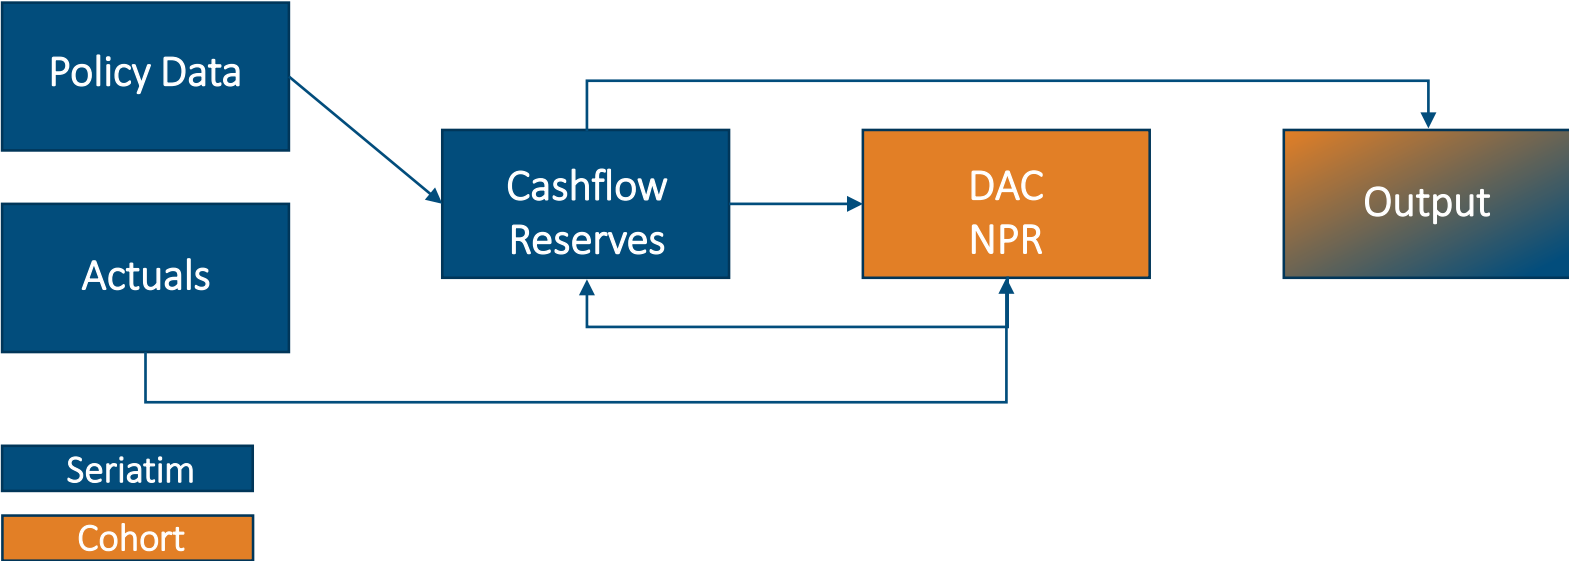 Policy Data
Actuals
Cashflow
Reserves
DAC
NPR
Output
Seriatim
Cohort